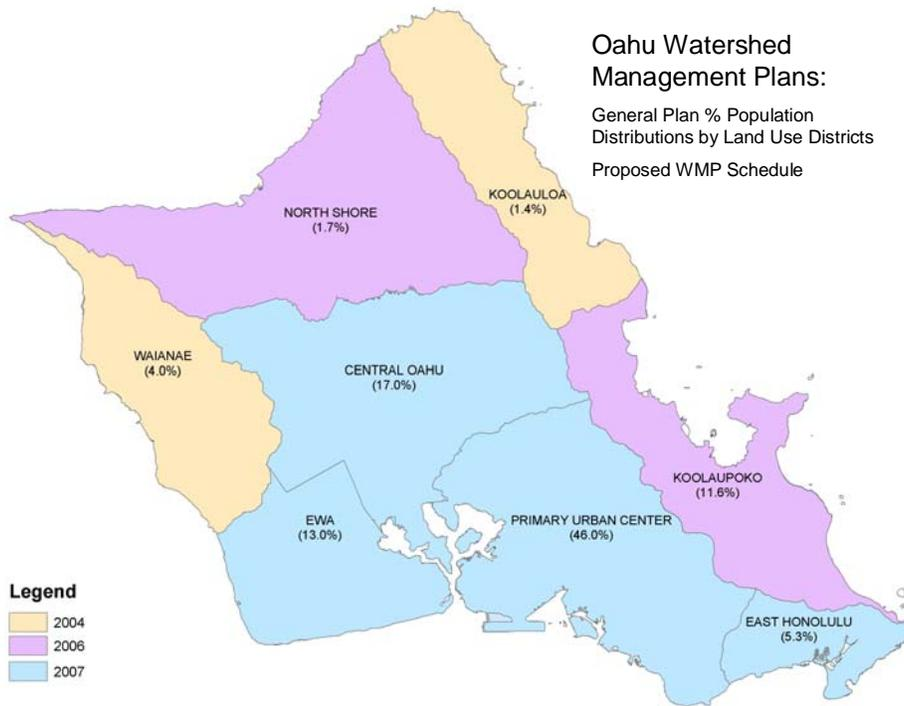 Oahu Watershed
Management Plans:
General Plan % Population
Distributions by Land Use Districts
Proposed WMP Schedule
KOOLAULOA
(1.4%)
NORTH SHORE
(1.7%)
WAIANAE
(4.0%)
CENTRAL OAHU
(17.0%)
KOOLAUPOKO
(11.6%)
EWA
(13.0%)
PRIMARY URBAN CENTER
(46.0%)
EAST HONOLULU
(5.3%)
Legend
2004
2006
2007